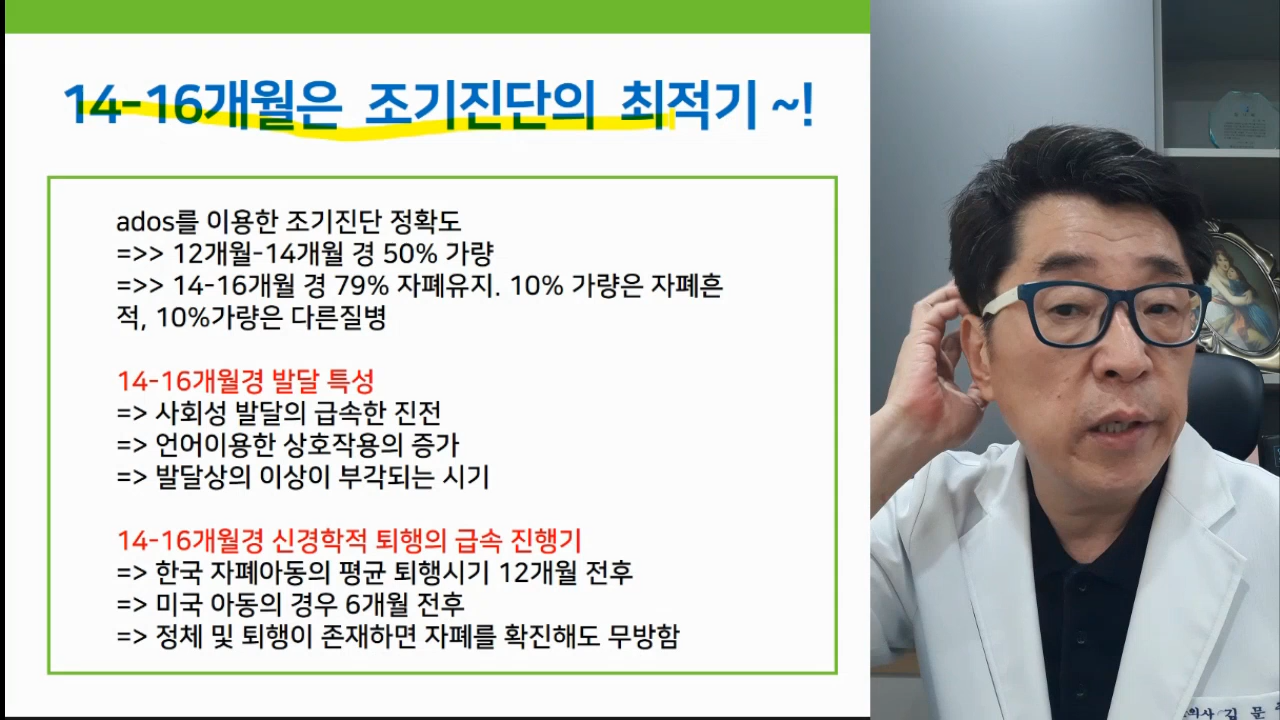 14-16개월은 조기진단의 최적기 ~!
ados를 이용한 조기진단 정확도
=>> 12개월-14개월 경 50% 가량
=>> 14-16개월 경 79% 자폐유지. 10% 가량은 자폐흔
적, 10%가량은 다른질병
14-16개월경 발달 특성
=> 사회성 발달의 급속한 진전
=> 언어이용한 상호작용의 증가
=> 발달상의 이상이 부각되는 시기
14-16개월경 신경학적 퇴행의 급속 진행기
=> 한국 자폐아동의 평균 퇴행시기 12개월 전후
=> 미국 아동의 경우 6개월 전후
=> 정체 및 퇴행이 존재하면 자폐를 확진해도 무방함
김 문